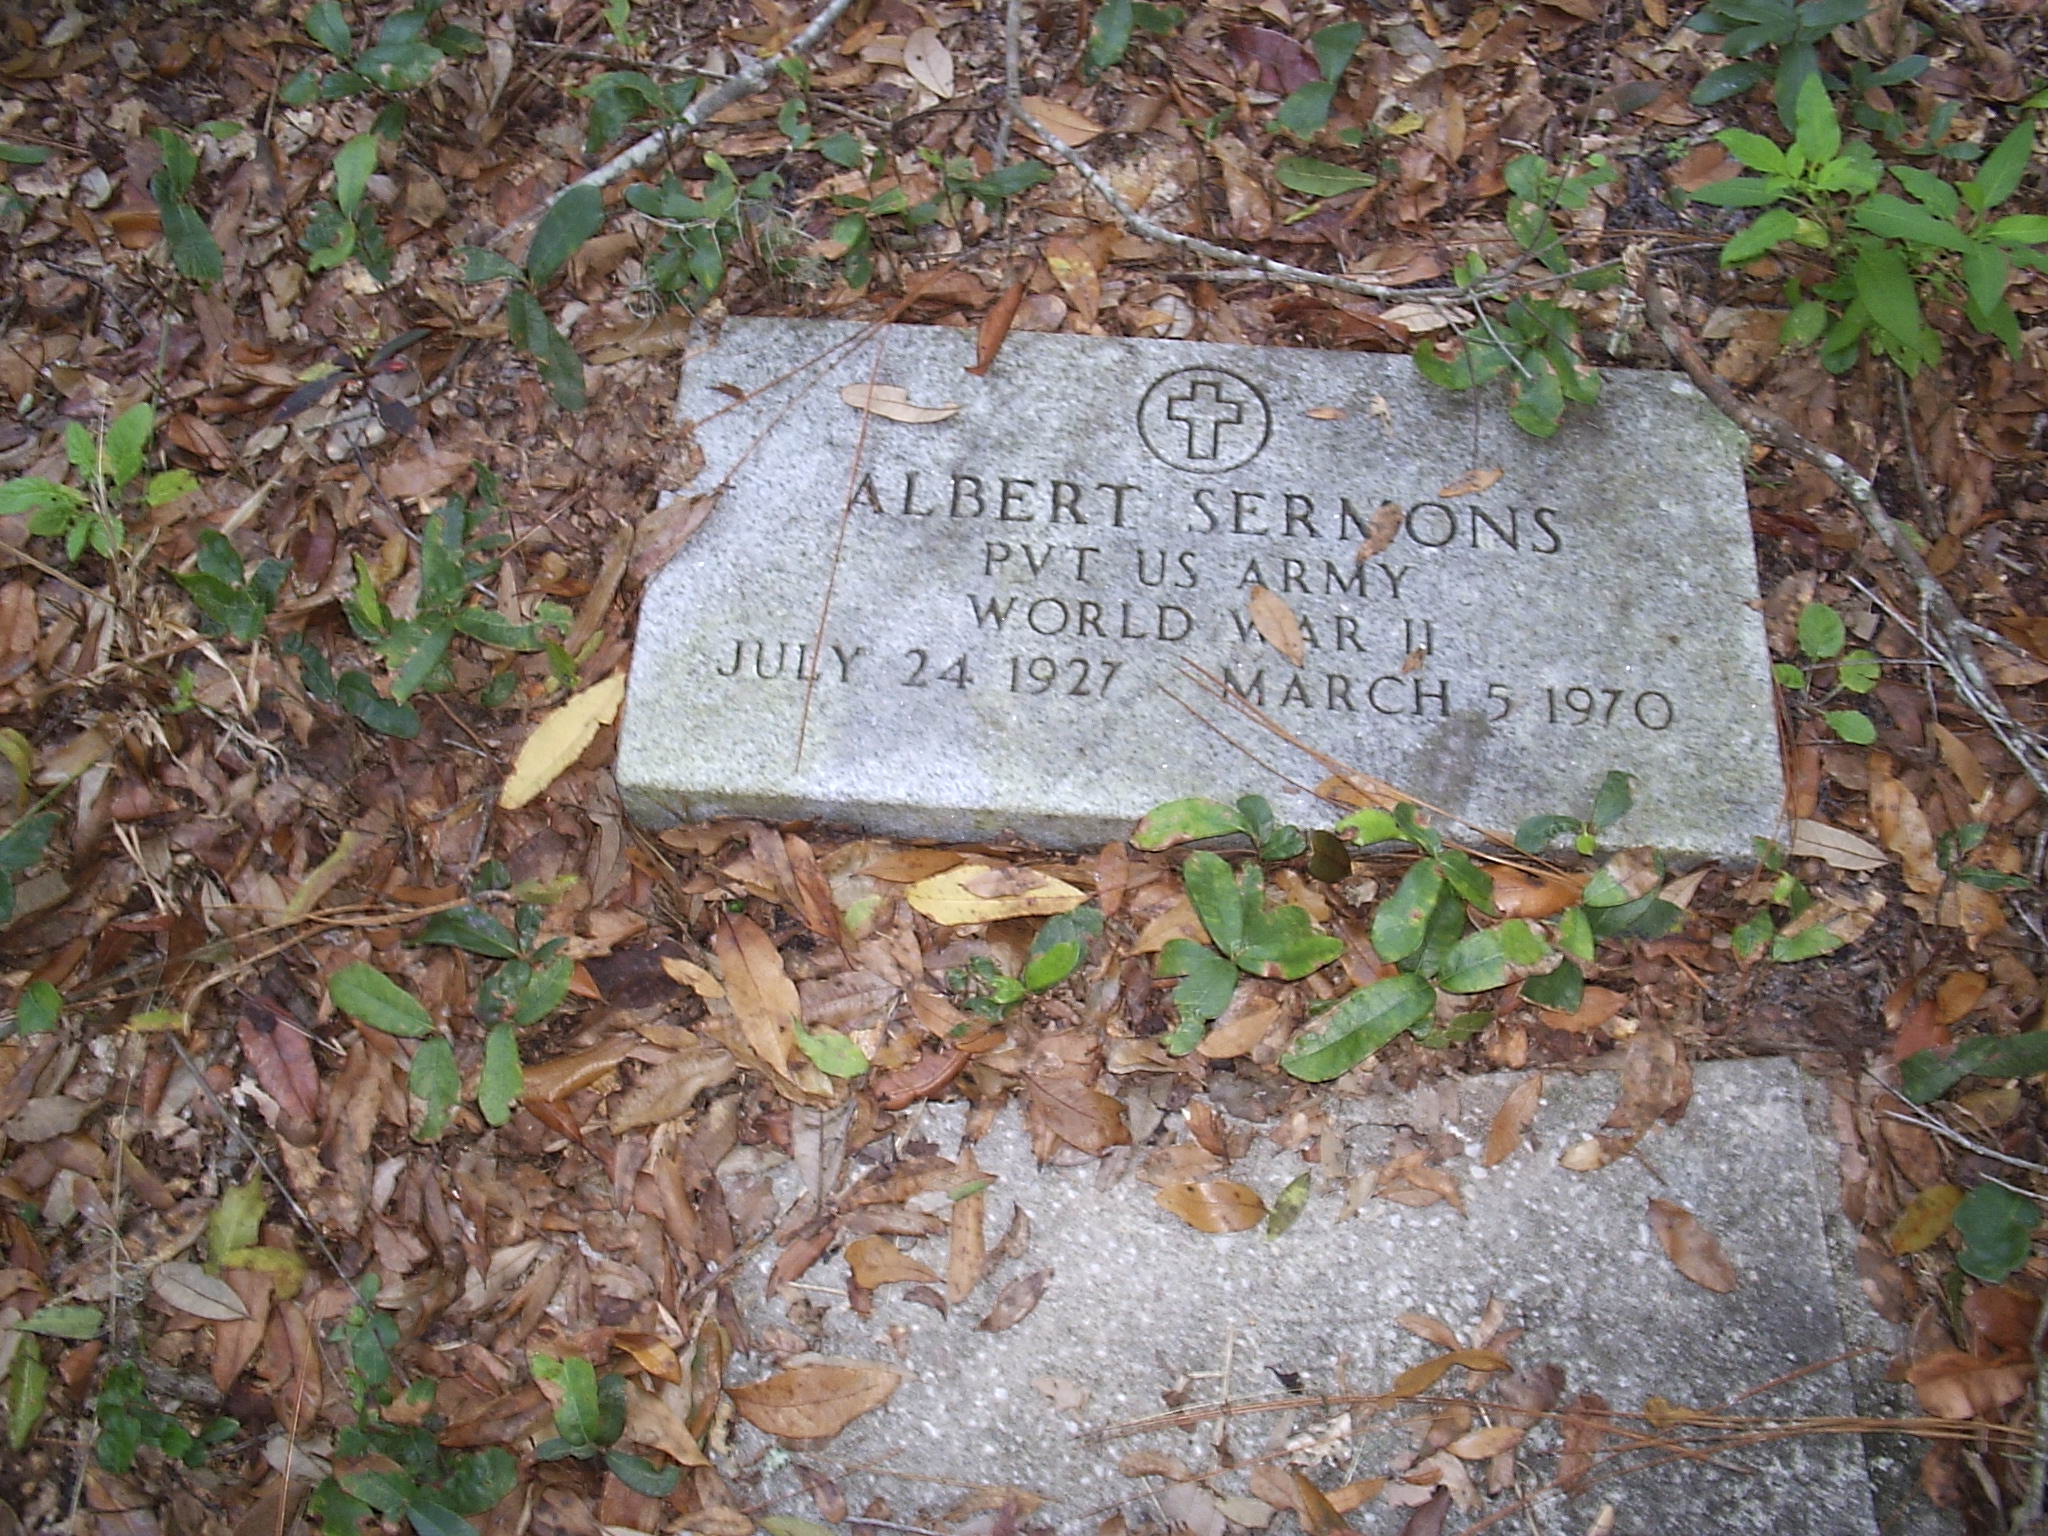 ALBERT SERMONS
PVT US ARMY
WORLD WAR II
JULY 24 1927 MARCH 5 1970